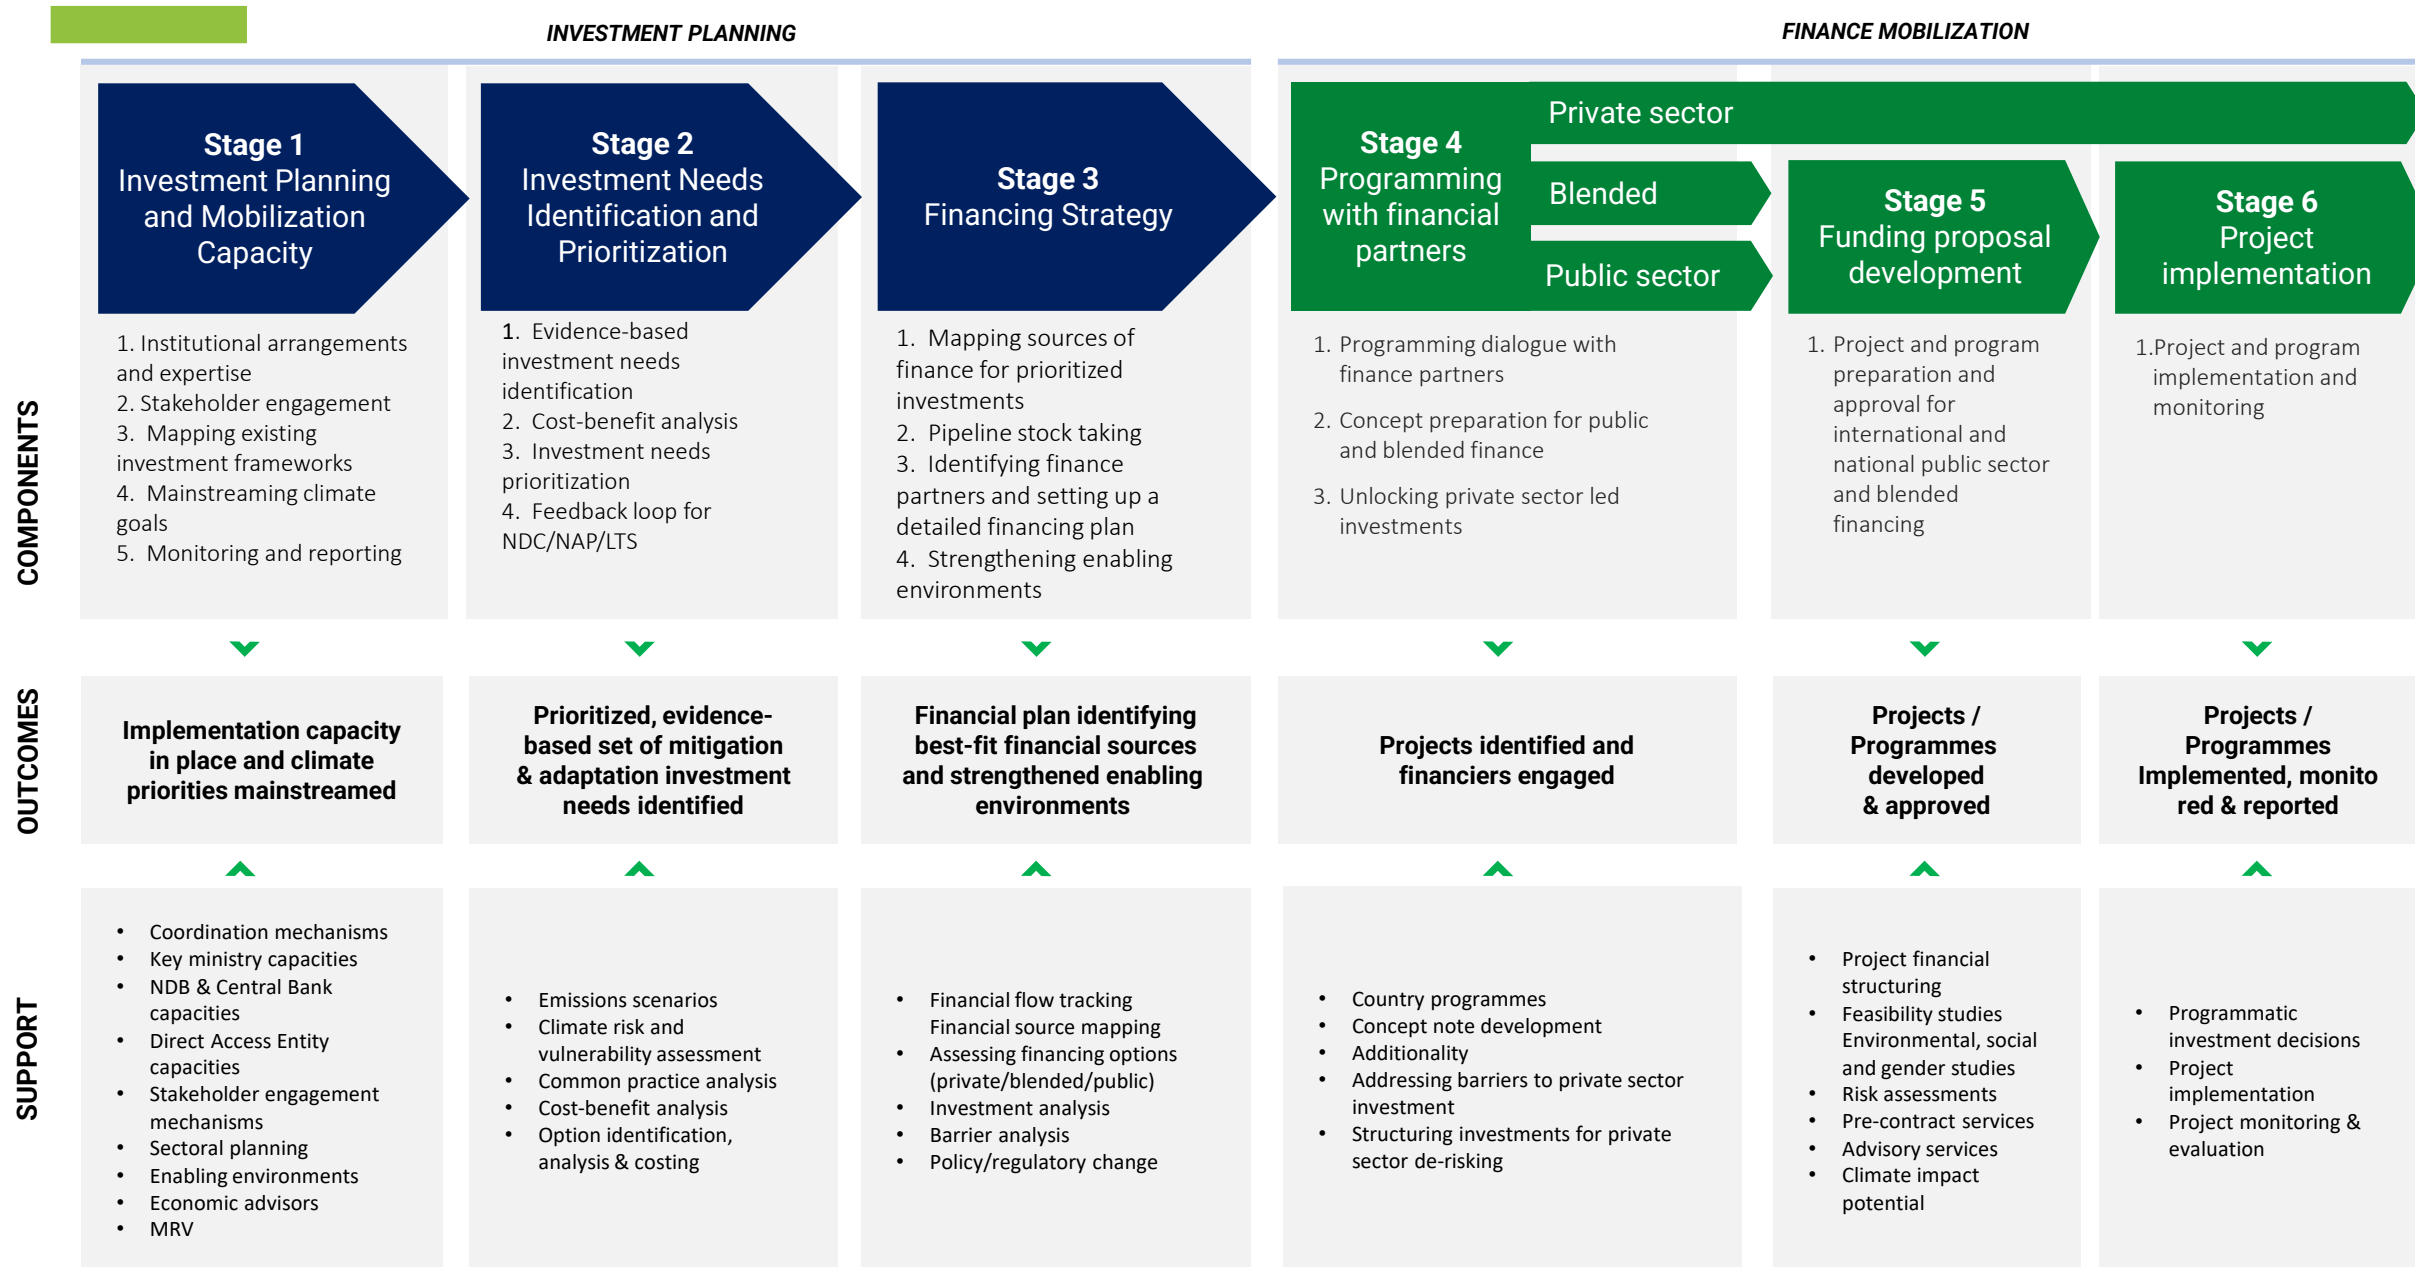 INVESTMENT PLANNING
FINANCE MOBILIZATION
Stage 1
Investment Planning
and Mobilization
Capacity
Stage 2
Investment Needs
Identification and
Prioritization
Stage 3
Financing Strategy
Stage 4
Programming
with financial
partners
Private sector
Blended
Public sector
Stage 5
Funding proposal
development
Stage 6
Project
implementation
COMPONENTS
1. Institutional arrangements
and expertise
2. Stakeholder engagement
3. Mapping existing
investment frameworks
4. Mainstreaming climate
goals
5. Monitoring and reporting
1. Evidence-based
investment needs
identification
2. Cost-benefit analysis
3. Investment needs
prioritization
4. Feedback loop for
NDC/NAP/LTS
1. Mapping sources of
finance for prioritized
investments
2. Pipeline stock taking
3. Identifying finance
partners and setting up a
detailed financing plan
4. Strengthening enabling
environments
1. Programming dialogue with
finance partners
2. Concept preparation for public
and blended finance
3. Unlocking private sector led
investments
1. Project and program
preparation and
approval for
international and
national public sector
and blended
financing
1.Project and program
implementation and
monitoring
OUTCOMES
Implementation capacity
in place and climate
priorities mainstreamed
Prioritized, evidence-
based set of mitigation
& adaptation investment
needs identified
Financial plan identifying
best-fit financial sources
and strengthened enabling
environments
Projects identified and
financiers engaged
Projects /
Programmes
developed
& approved
Projects /
Programmes
Implemented, monito
red & reported
SUPPORT
• Coordination mechanisms
• Key ministry capacities
• NDB & Central Bank
capacities
• Direct Access Entity
capacities
• Stakeholder engagement
mechanisms
• Sectoral planning
• Enabling environments
• Economic advisors
• MRV
• Emissions scenarios
• Climate risk and
vulnerability assessment
• Common practice analysis
• Cost-benefit analysis
• Option identification,
analysis & costing
• Financial flow tracking
Financial source mapping
• Assessing financing options
(private/blended/public)
• Investment analysis
• Barrier analysis
• Policy/regulatory change
• Country programmes
• Concept note development
• Additionality
• Addressing barriers to private sector
investment
• Structuring investments for private
sector de-risking
• Project financial
structuring
• Feasibility studies
Environmental, social
and gender studies
• Risk assessments
• Pre-contract services
• Advisory services
• Climate impact
potential
• Programmatic
investment decisions
• Project
implementation
• Project monitoring &
evaluation